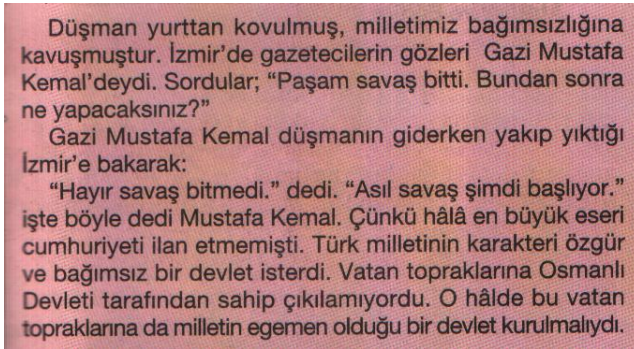 Düşman yurttan kovulmuş, milletimiz bağımsızlığına
kavuşmuştur. İzmir'de gazetecilerin gözleri Gazi Mustafa
Kemal'deydi. Sordular; “Paşam savaş bitti. Bundan sonra
ne yapacaksınız?”
Gazi Mustafa Kemal düşmanın giderken yakıp yıktığı
İzmir'e bakarak:
“Hayır savaş bitmedi.” dedi. “Asıl savaş şimdi başlıyor.”
işte böyle dedi Mustafa Kemal. Çünkü hâlâ en büyük eseri
cumhuriyeti ilan etmemişti. Türk milletinin karakteri özgür
ve bağımsız bir devlet isterdi. Vatan topraklarına Osmanlı
Devleti tarafından sahip çıkılamıyordu. O hâlde bu vatan
topraklarına da milletin egemen olduğu bir devlet kurulmalıydı.